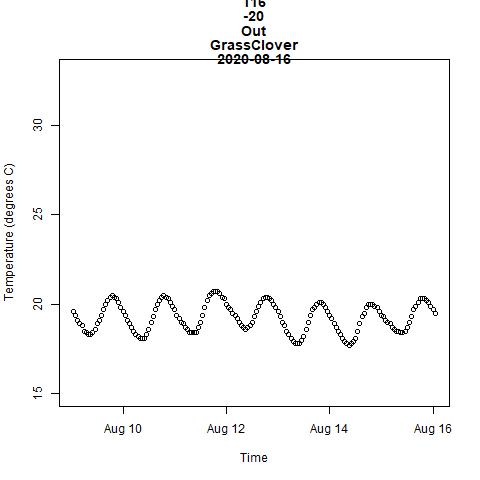 T16
-20
Out
GrassClover
2020-08-16
Temperature (degrees C)
30
25
20
15
Aug 10 Aug 12 Aug 14 Aug 16
Time